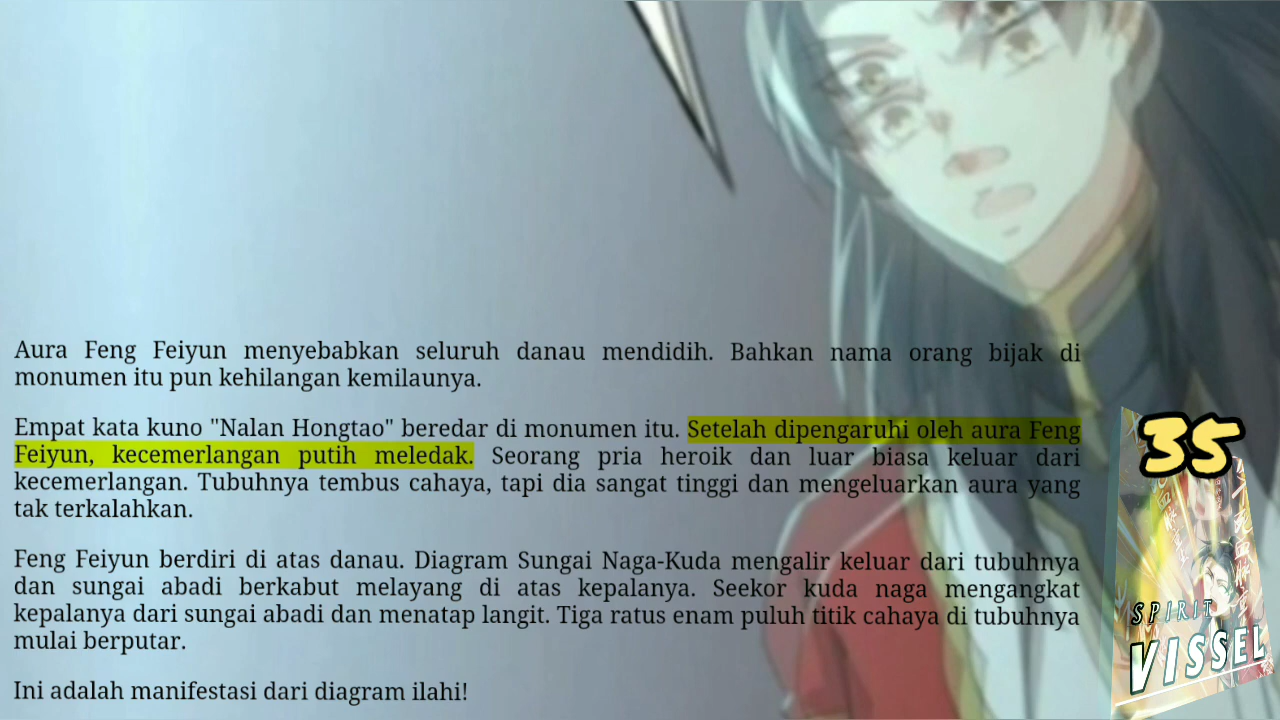 Aura Feng Feiyun menyebabkan seluruh danau mendidih. Bahkan nama orang bijak di
monumen itu pun kehilangan kemilaunya.
Empat kata kuno "Nalan Hongtao" beredar di monumen itu. Setelah dipengaruhi oleh aura Feng
Feiyun, kecemerlangan putih meledak. Seorang pria heroik dan luar biasa keluar dari
kecemerlangan. Tubuhnya tembus cahaya, tapi dia sangat tinggi dan mengeluarkan aura yang
tak terkalahkan.
Feng Feiyun berdiri di atas danau. Diagram Sungai Naga-Kuda mengalir keluar dari tubuhnya
dan sungai abadi berkabut melayang di atas kepalanya. Seekor kuda naga mengangkat
kepalanya dari sungai abadi dan menatap langit. Tiga ratus enam puluh titik cahaya di tubuhnya
mulai berputar.
Ini adalah manifestasi dari diagram ilahi!
35
SPIRIT
VISSEL